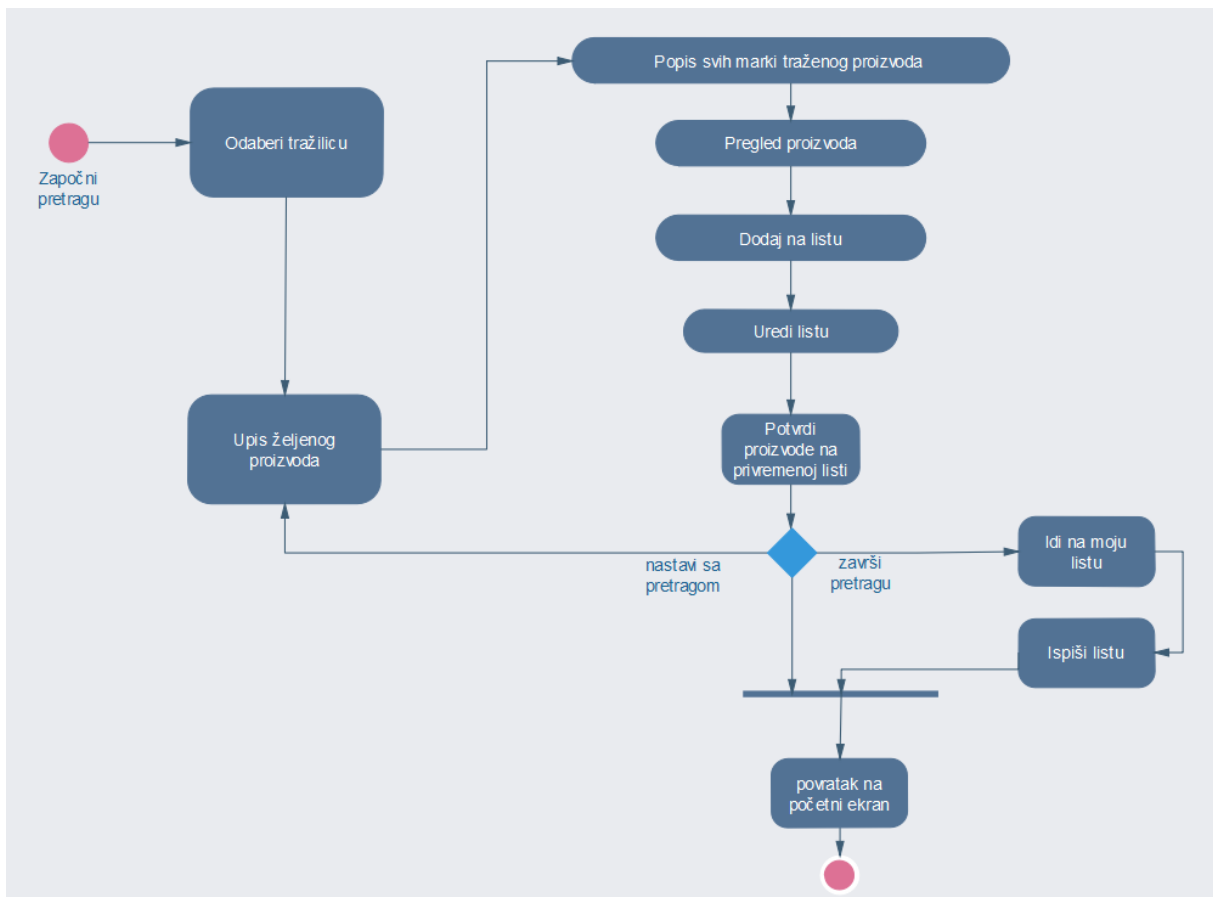 Započni
pretragu
Odaberi tražilicu
Upis željenog
proizvoda
Popis svih marki traženog proizvoda
Pregled proizvoda
Dodaj na listu
Uredi listu
Potvrdi
proizvode na
privremenoj listi
nastavi sa
pretragom
završi
pretragu
Idi na moju
listu
Ispiši listu
povratak na
početni ekran